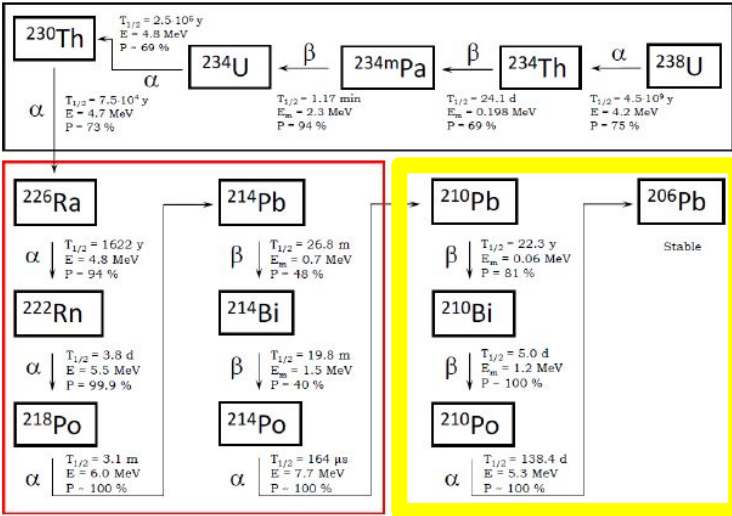 230Th
T1/2 = 2.5·10⁵ y
E = 4.8 MeV
P ~ 69 %
α
234U
β
234mPa
β
234Th
α
238U
α
T1/2 = 7.5·10⁴ y
E = 4.7 MeV
P = 73 %
T1/2 = 1.17 min
Em = 2.3 MeV
P = 94 %
T1/2 = 24.1 d
Em = 0.198 MeV
P = 69 %
T1/2 = 4.5·10⁹ y
E = 4.2 MeV
P = 75 %
226Ra
α
T1/2 = 1622 y
E = 4.8 MeV
P = 94 %
222Rn
α
T1/2 = 3.8 d
E = 5.5 MeV
P = 99.9 %
218Po
α
T1/2 = 3.1 m
E = 6.0 MeV
P ~ 100 %
214Pb
β
T1/2 = 26.8 m
Em = 0.7 MeV
P = 48 %
214Bi
β
T1/2 = 19.8 m
Em = 1.5 MeV
P = 40 %
214Po
α
T1/2 = 164 µs
E = 7.7 MeV
P ~ 100 %
210Pb
β
T1/2 = 22.3 y
Em = 0.06 MeV
P = 81 %
210Bi
β
T1/2 = 5.0 d
Em = 1.2 MeV
P ~ 100 %
210Po
α
T1/2 = 138.4 d
E = 5.3 MeV
P ~ 100 %
206Pb
Stable